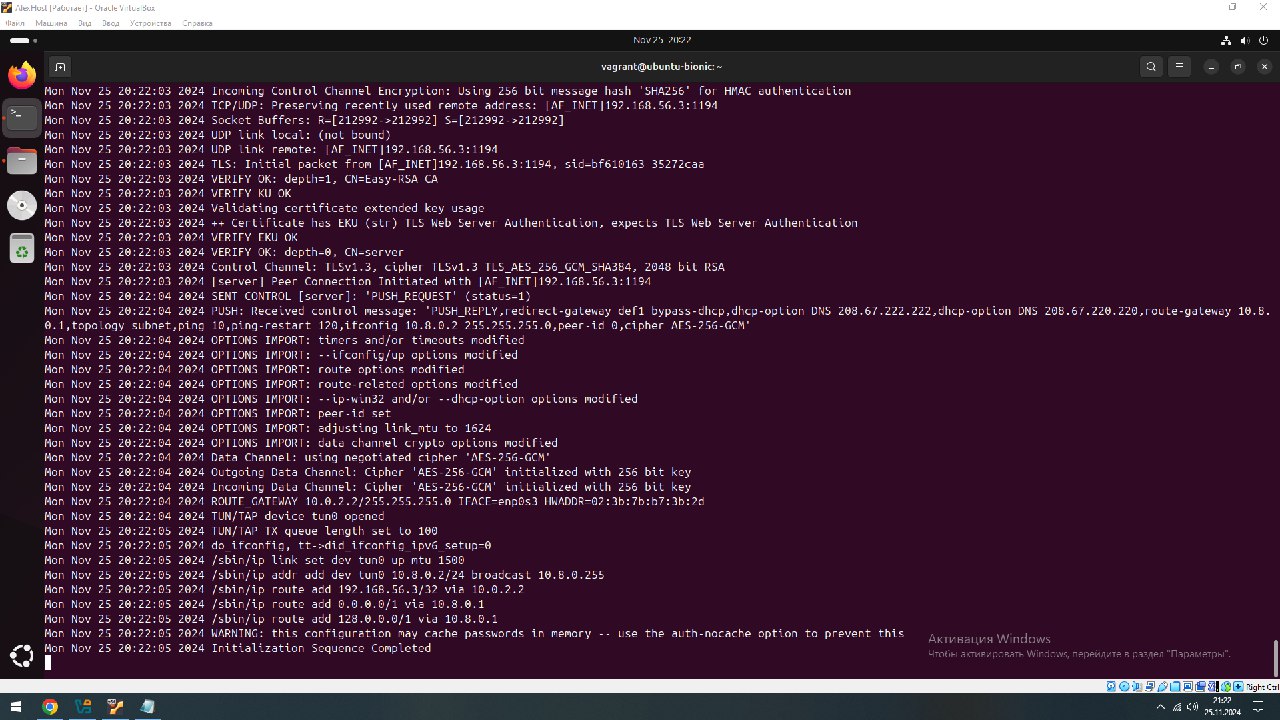 Alex.Host [Работает] - Oracle VirtualBox
Файл Машина Вид Ввод Устройства Справка
Nov 25 20:22
vagrant@ubuntu-bionic: ~
Mon Nov 25 20:22:03 2024 Incoming Control Channel Encryption: Using 256 bit message hash 'SHA256' for HMAC authentication
Mon Nov 25 20:22:03 2024 TCP/UDP: Preserving recently used remote address: [AF_INET]192.168.56.3:1194
Mon Nov 25 20:22:03 2024 Socket Buffers: R=[212992->212992] S=[212992->212992]
Mon Nov 25 20:22:03 2024 UDP link local: (not bound)
Mon Nov 25 20:22:03 2024 UDP link remote: [AF_INET]192.168.56.3:1194
Mon Nov 25 20:22:03 2024 TLS: Initial packet from [AF_INET]192.168.56.3:1194, sid=bf610163 35272caa
Mon Nov 25 20:22:03 2024 VERIFY OK: depth=1, CN=Easy-RSA CA
Mon Nov 25 20:22:03 2024 VERIFY KU OK
Mon Nov 25 20:22:03 2024 Validating certificate extended key usage
Mon Nov 25 20:22:03 2024 ++ Certificate has EKU (str) TLS Web Server Authentication, expects TLS Web Server Authentication
Mon Nov 25 20:22:03 2024 VERIFY EKU OK
Mon Nov 25 20:22:03 2024 VERIFY OK: depth=0, CN=server
Mon Nov 25 20:22:03 2024 Control Channel: TLSv1.3, cipher TLSv1.3 TLS_AES_256_GCM_SHA384, 2048 bit RSA
Mon Nov 25 20:22:03 2024 [server] Peer Connection Initiated with [AF_INET]192.168.56.3:1194
Mon Nov 25 20:22:04 2024 SENT CONTROL [server]: 'PUSH_REQUEST' (status=1)
Mon Nov 25 20:22:04 2024 PUSH: Received control message: 'PUSH_REPLY,redirect-gateway def1 bypass-dhcp,dhcp-option DNS 208.67.222.222,dhcp-option DNS 208.67.220.220,route-gateway 10.8.
0.1,topology subnet,ping 10,ping-restart 120,ifconfig 10.8.0.2 255.255.255.0,peer-id 0,cipher AES-256-GCM'
Mon Nov 25 20:22:04 2024 OPTIONS IMPORT: timers and/or timeouts modified
Mon Nov 25 20:22:04 2024 OPTIONS IMPORT: --ifconfig/up options modified
Mon Nov 25 20:22:04 2024 OPTIONS IMPORT: route options modified
Mon Nov 25 20:22:04 2024 OPTIONS IMPORT: route-related options modified
Mon Nov 25 20:22:04 2024 OPTIONS IMPORT: --ip-win32 and/or --dhcp-option options modified
Mon Nov 25 20:22:04 2024 OPTIONS IMPORT: peer-id set
Mon Nov 25 20:22:04 2024 OPTIONS IMPORT: adjusting link_mtu to 1624
Mon Nov 25 20:22:04 2024 OPTIONS IMPORT: data channel crypto options modified
Mon Nov 25 20:22:04 2024 Data Channel: using negotiated cipher 'AES-256-GCM'
Mon Nov 25 20:22:04 2024 Outgoing Data Channel: Cipher 'AES-256-GCM' initialized with 256 bit key
Mon Nov 25 20:22:04 2024 Incoming Data Channel: Cipher 'AES-256-GCM' initialized with 256 bit key
Mon Nov 25 20:22:04 2024 ROUTE_GATEWAY 10.0.2.2/255.255.255.0 IFACE=enp0s3 HWADDR=02:3b:7b:b7:3b:2d
Mon Nov 25 20:22:04 2024 TUN/TAP device tun0 opened
Mon Nov 25 20:22:05 2024 TUN/TAP TX queue length set to 100
Mon Nov 25 20:22:05 2024 do_ifconfig, tt->did_ifconfig_ipv6_setup=0
Mon Nov 25 20:22:05 2024 /sbin/ip link set dev tun0 up mtu 1500
Mon Nov 25 20:22:05 2024 /sbin/ip addr add dev tun0 10.8.0.2/24 broadcast 10.8.0.255
Mon Nov 25 20:22:05 2024 /sbin/ip route add 192.168.56.3/32 via 10.0.2.2
Mon Nov 25 20:22:05 2024 /sbin/ip route add 0.0.0.0/1 via 10.8.0.1
Mon Nov 25 20:22:05 2024 /sbin/ip route add 128.0.0.0/1 via 10.8.0.1
Mon Nov 25 20:22:05 2024 WARNING: this configuration may cache passwords in memory -- use the auth-nocache option to prevent this
Mon Nov 25 20:22:05 2024 Initialization Sequence Completed
Активация Windows
Чтобы активировать Windows, перейдите в раздел "Параметры".
Right Ctrl
21:22
25.11.2024